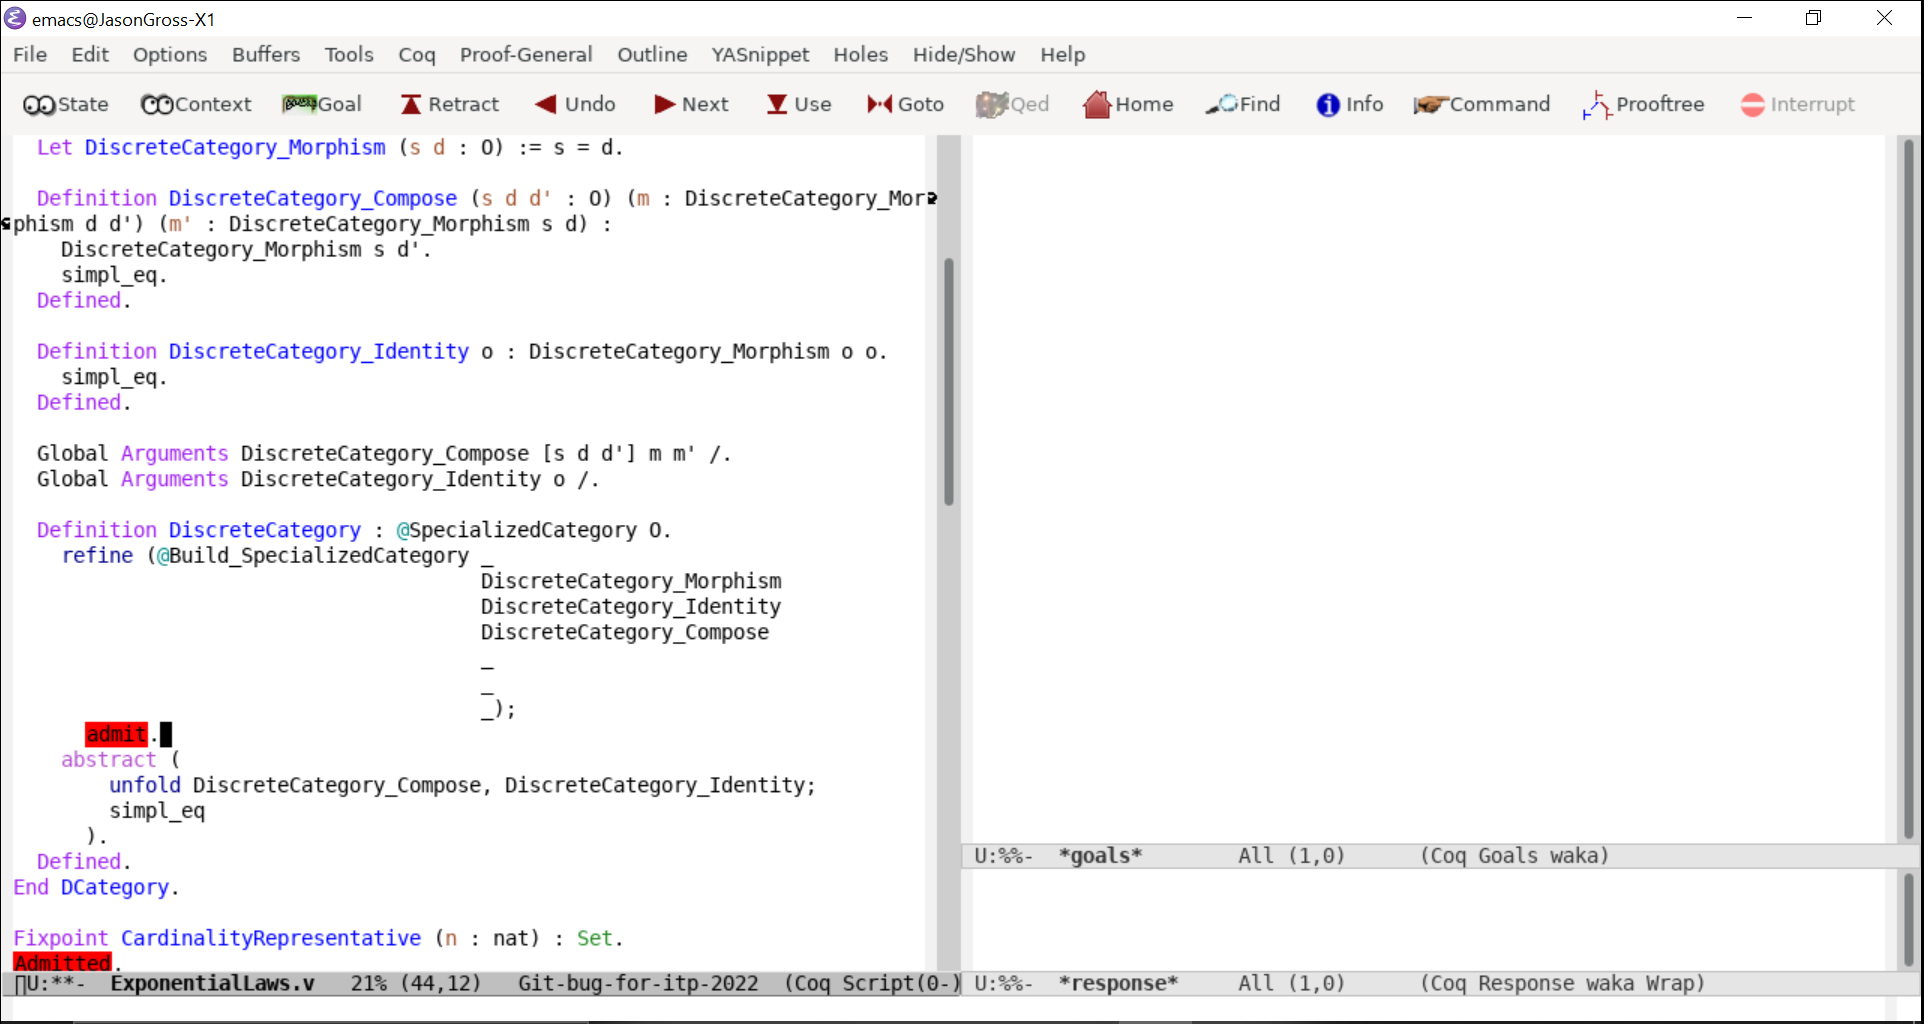 emacs@JasonGross-X1
File Edit Options Buffers Tools Coq Proof-General Outline YASnippet Holes Hide/Show Help
State Context Goal Retract Undo Next Use Goto Qed Home Find Info Command Prooftree Interrupt
Let DiscreteCategory_Morphism (s d : O) := s = d.
Definition DiscreteCategory_Compose (s d d' : O) (m : DiscreteCategory_Mor
phism d d') (m' : DiscreteCategory_Morphism s d) :
DiscreteCategory_Morphism s d'.
simpl_eq.
Defined.
Definition DiscreteCategory_Identity o : DiscreteCategory_Morphism o o.
simpl_eq.
Defined.
Global Arguments DiscreteCategory_Compose [s d d'] m m' /.
Global Arguments DiscreteCategory_Identity o /.
Definition DiscreteCategory : @SpecializedCategory O.
refine (@Build_SpecializedCategory _
DiscreteCategory_Morphism
DiscreteCategory_Identity
DiscreteCategory_Compose
_
_
_);
admit.
abstract (
unfold DiscreteCategory_Compose, DiscreteCategory_Identity;
simpl_eq
).
Defined.
End DCategory.
Fixpoint CardinalityRepresentative (n : nat) : Set.
Admitted.
U:**- ExponentialLaws.v 21% (44,12) Git-bug-for-itp-2022 (Coq Script(0-)
U:%%- *goals* All (1,0) (Coq Goals waka)
U:%%- *response* All (1,0) (Coq Response waka Wrap)